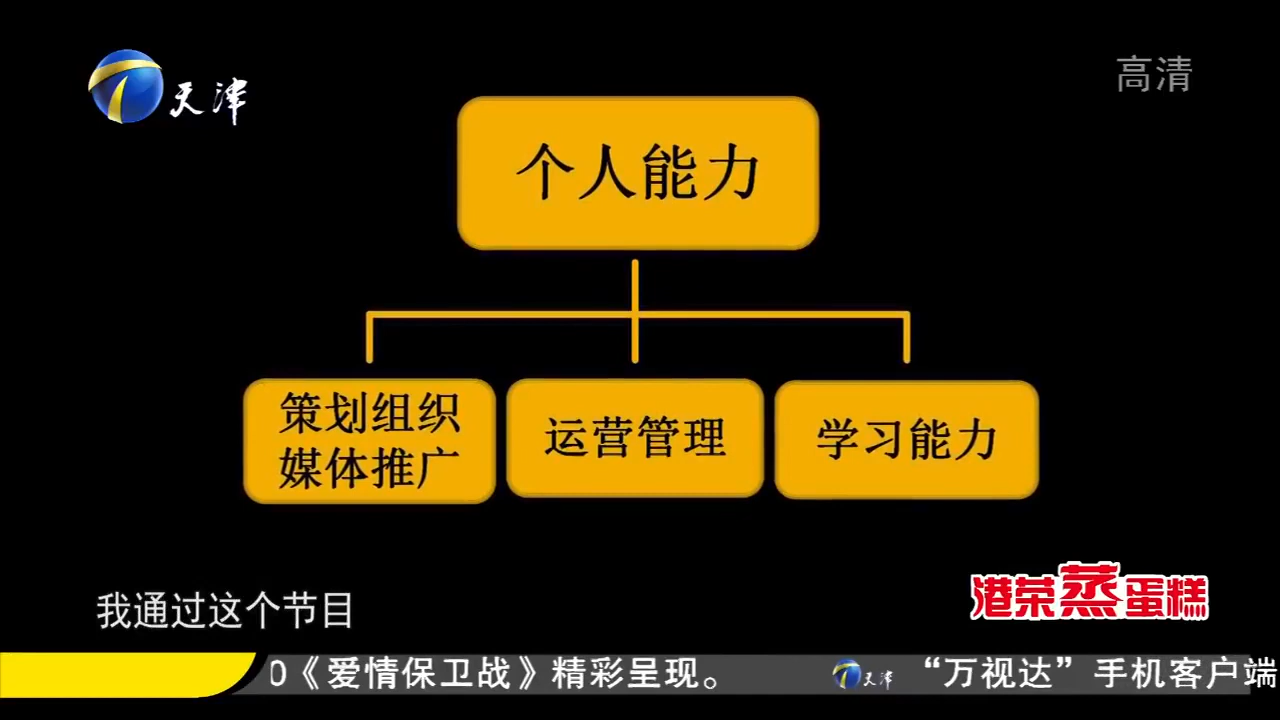 天津
高清
个人能力
策划组织
媒体推广
运营管理
学习能力
港荣蒸蛋糕
我通过这个节目
0《爱情保卫战》精彩呈现。
天津
“万视达”手机客户端